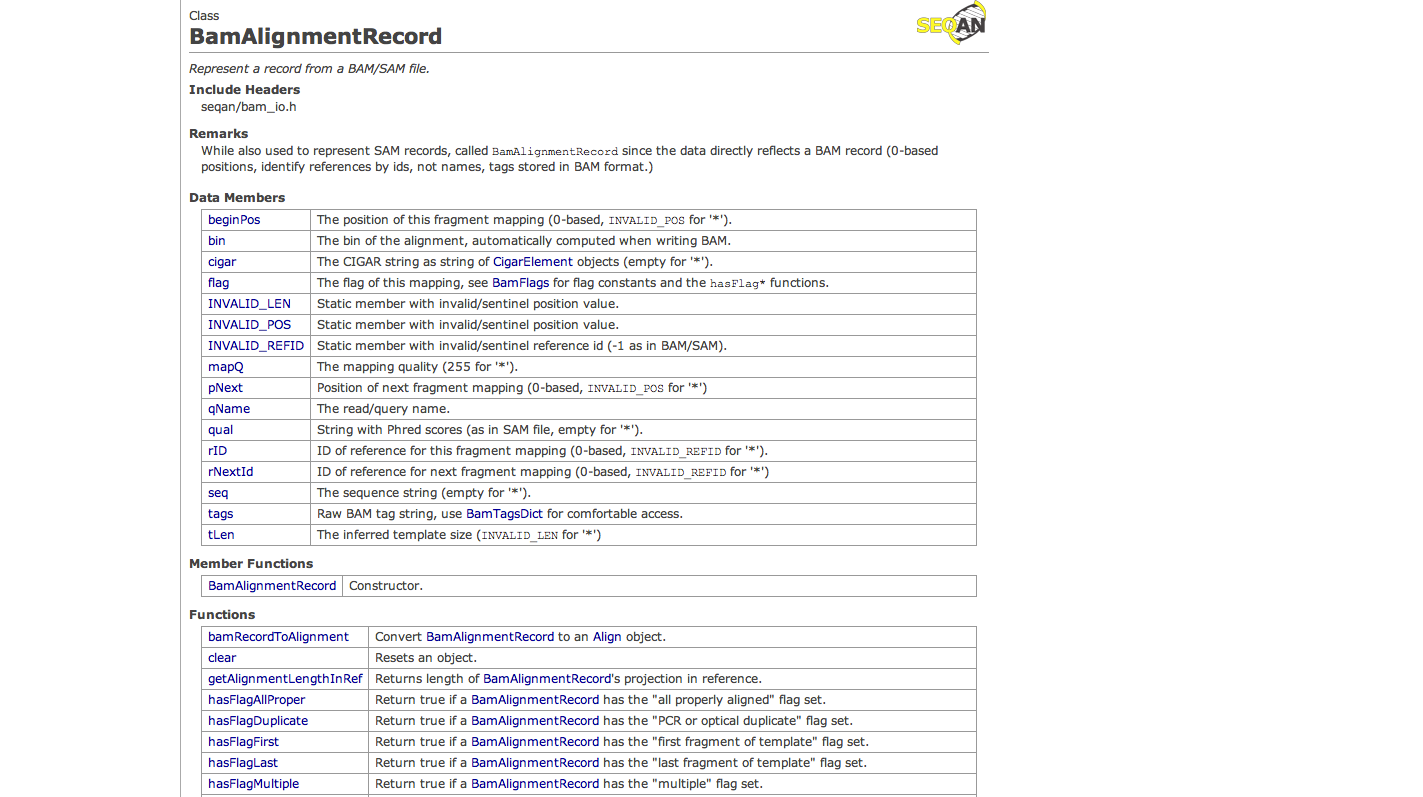 Class
SEQAN
BamAlignmentRecord
Represent a record from a BAM/SAM file.
Include Headers
seqan/bam_io.h
Remarks
While also used to represent SAM records, called BamAlignmentRecord since the data directly reflects a BAM record (0-based
positions, identify references by ids, not names, tags stored in BAM format.)
Data Members
beginPos The position of this fragment mapping (0-based, INVALID_POS for '*').
bin The bin of the alignment, automatically computed when writing BAM.
cigar The CIGAR string as string of CigarElement objects (empty for '*').
flag The flag of this mapping, see BamFlags for flag constants and the hasFlag* functions.
INVALID_LEN Static member with invalid/sentinel position value.
INVALID_POS Static member with invalid/sentinel position value.
INVALID_REFID Static member with invalid/sentinel reference id (-1 as in BAM/SAM).
mapQ The mapping quality (255 for '*').
pNext Position of next fragment mapping (0-based, INVALID_POS for '*')
qName The read/query name.
qual String with Phred scores (as in SAM file, empty for '*').
rID ID of reference for this fragment mapping (0-based, INVALID_REFID for '*').
rNextId ID of reference for next fragment mapping (0-based, INVALID_REFID for '*')
seq The sequence string (empty for '*').
tags Raw BAM tag string, use BamTagsDict for comfortable access.
tLen The inferred template size (INVALID_LEN for '*')
Member Functions
BamAlignmentRecord Constructor.
Functions
bamRecordToAlignment Convert BamAlignmentRecord to an Align object.
clear Resets an object.
getAlignmentLengthInRef Returns length of BamAlignmentRecord's projection in reference.
hasFlagAllProper Return true if a BamAlignmentRecord has the "all properly aligned" flag set.
hasFlagDuplicate Return true if a BamAlignmentRecord has the "PCR or optical duplicate" flag set.
hasFlagFirst Return true if a BamAlignmentRecord has the "first fragment of template" flag set.
hasFlagLast Return true if a BamAlignmentRecord has the "last fragment of template" flag set.
hasFlagMultiple Return true if a BamAlignmentRecord has the "multiple" flag set.